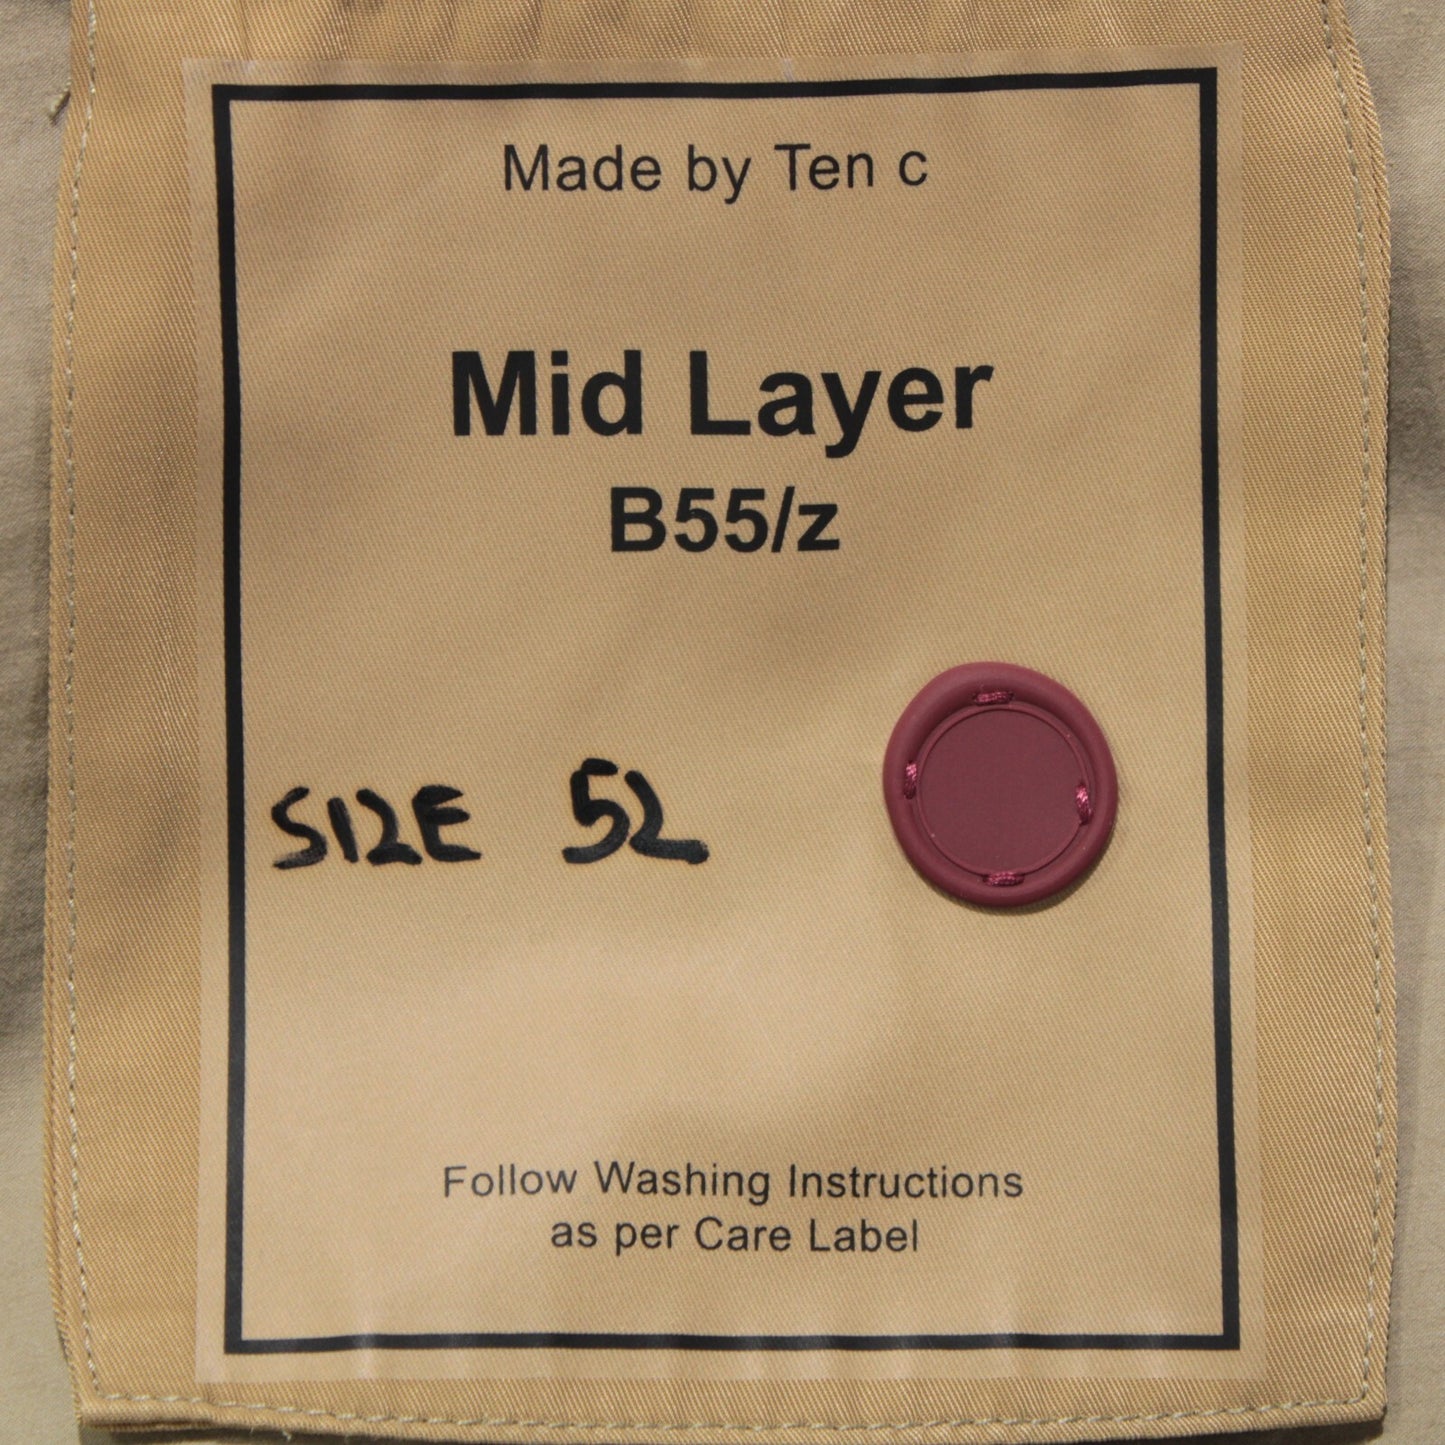 Made by Ten c
Mid Layer
B55/z
SIZE 52
Follow Washing Instructions
as per Care Label